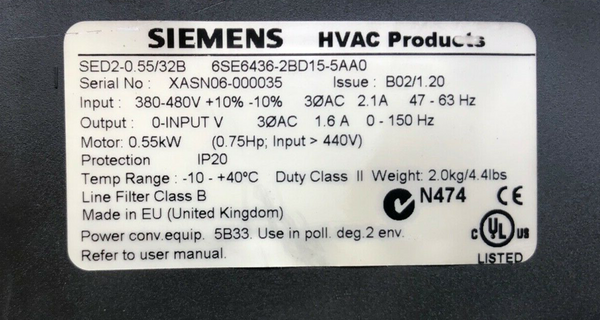 SIEMENS HVAC Products
SED2-0.55/32B 6SE6436-2BD15-5AA0
Serial No : XASN06-000035 Issue : B02/1.20
Input : 380-480V +10% -10% 3ØAC 2.1A 47 - 63 Hz
Output : 0-INPUT V 3ØAC 1.6 A 0 - 150 Hz
Motor: 0.55kW (0.75Hp; Input > 440V)
Protection IP20
Temp Range : -10 - +40ºC Duty Class II Weight: 2.0kg/4.4lbs
Line Filter Class B N474 CE
Made in EU (United Kingdom)
Power conv.equip. 5B33. Use in poll. deg.2 env. c UL us
Refer to user manual. LISTED